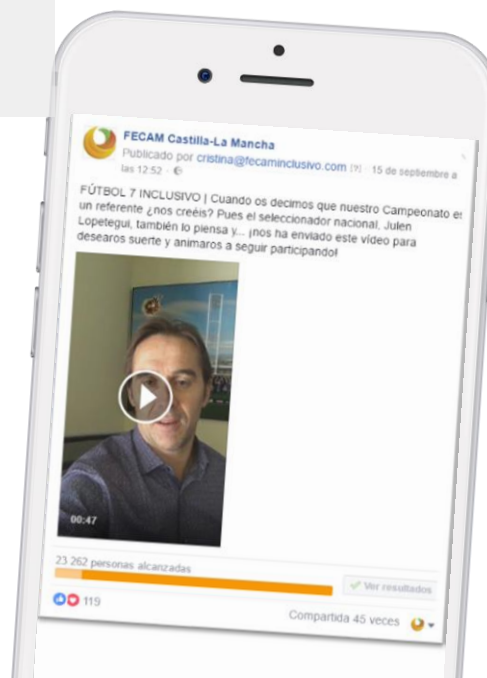 FECAM Castilla-La Mancha
Publicado por cristina@fecaminclusivo.com [?] · 15 de septiembre a
las 12:52 ·
FÚTBOL 7 INCLUSIVO | Cuando os decimos que nuestro Campeonato es
un referente ¿nos creéis? Pues el seleccionador nacional, Julen
Lopetegui, también lo piensa y... ¡nos ha enviado este vídeo para
desearos suerte y animaros a seguir participando!
00:47
23 262 personas alcanzadas
Ver resultados
119
Compartida 45 veces